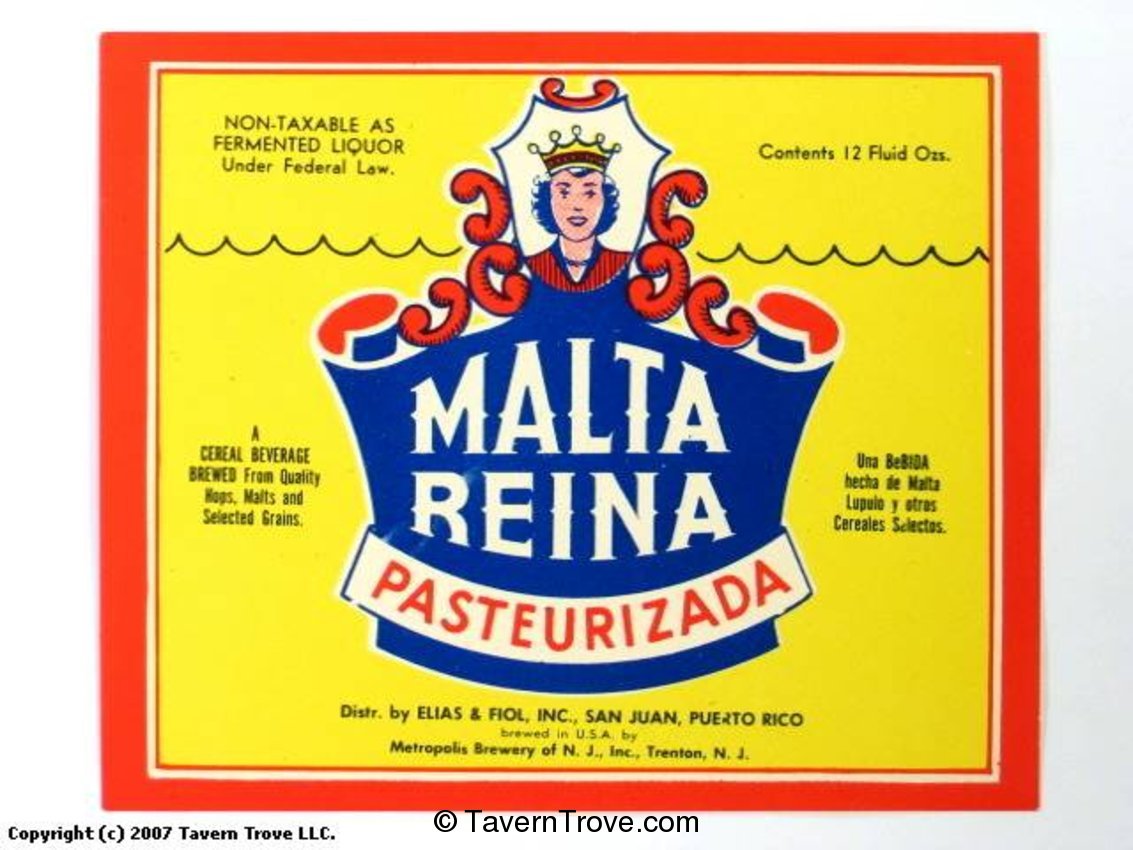 NON-TAXABLE AS
FERMENTED LIQUOR
Under Federal Law.
Contents 12 Fluid Ozs.
MALTA
REINA
PASTEURIZADA
A
CEREAL BEVERAGE
BREWED From Quality
Hops, Malts and
Selected Grains.
Una BeBIDA
hecha de Malta
Lupulo y otros
Cereales Selectos.
Distr. by ELIAS & FIOL, INC., SAN JUAN, PUERTO RICO
brewed in U.S.A. by
Metropolis Brewery of N. J., Inc., Trenton, N. J.
© TavernTrove.com
Copyright (c) 2007 Tavern Trove LLC.